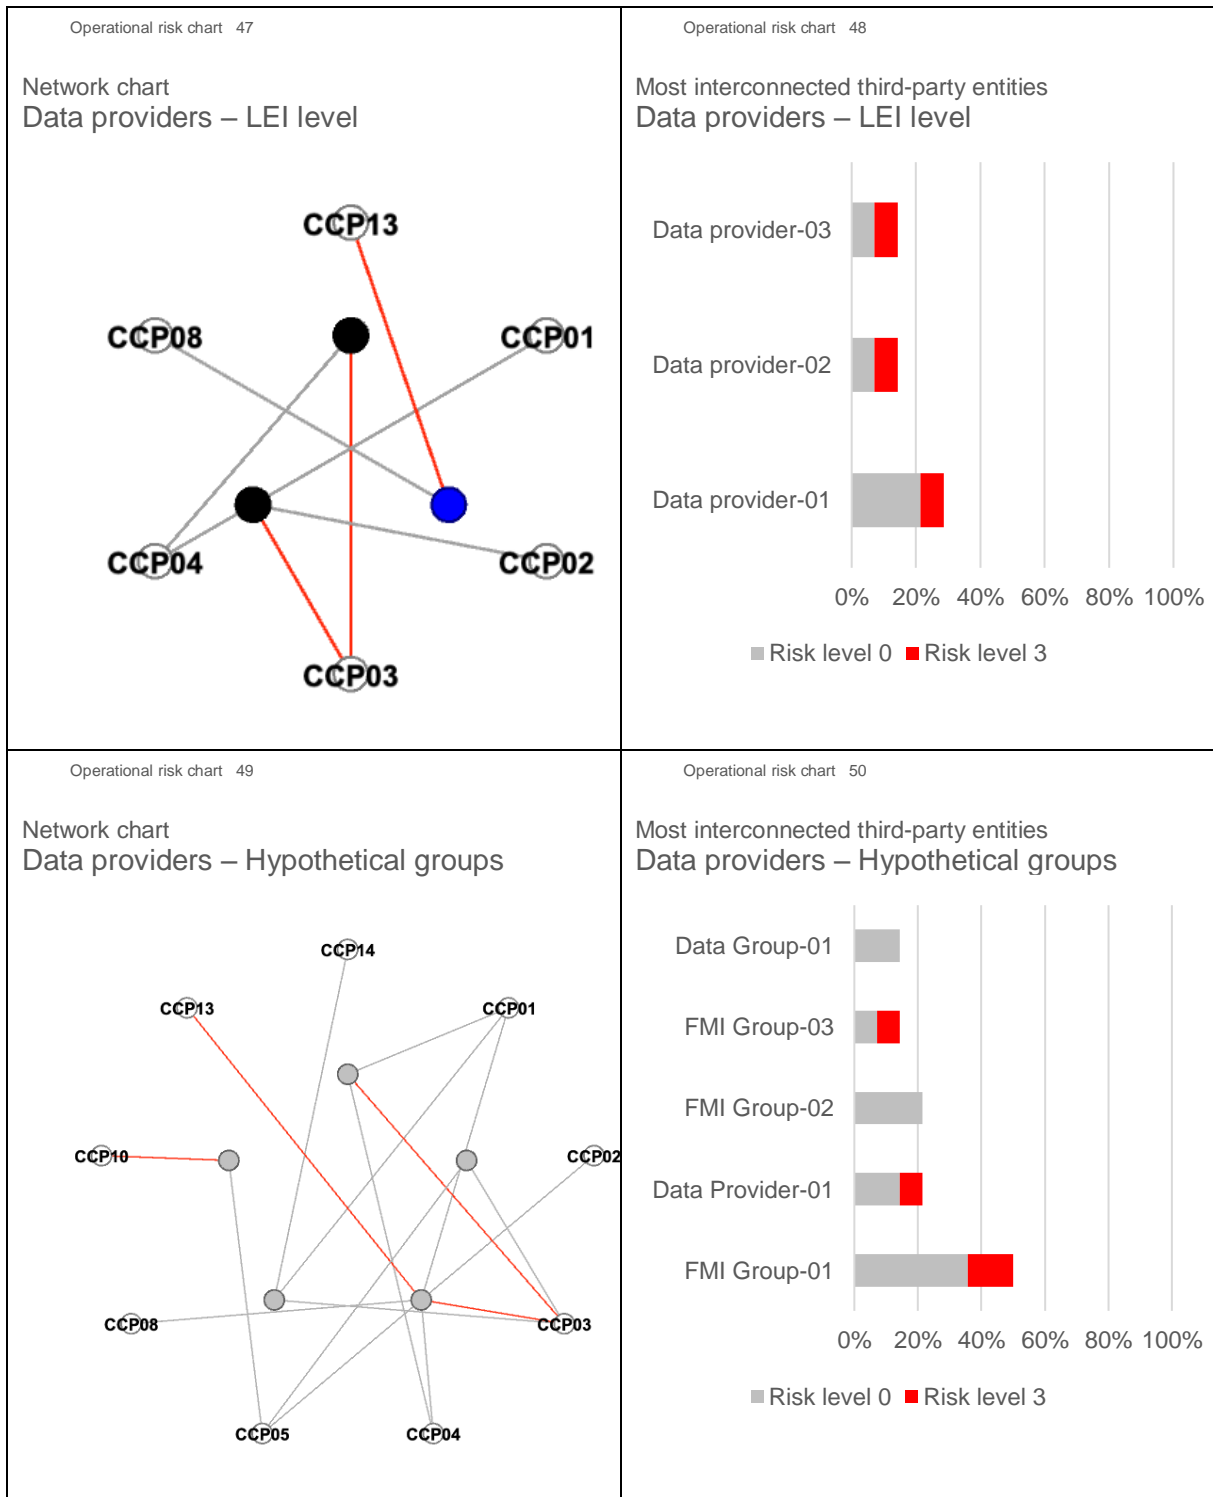 Operational risk chart 47
Network chart
Data providers – LEI level
CCP13
CCP08
CCP01
CCP04
CCP02
CCP03
Operational risk chart 48
Most interconnected third-party entities
Data providers – LEI level
Data provider-03
Data provider-02
Data provider-01
0% 20% 40% 60% 80% 100%
Risk level 0 Risk level 3
Operational risk chart 49
Network chart
Data providers – Hypothetical groups
CCP14
CCP13
CCP01
CCP10
CCP02
CCP08
CCP03
CCP05
CCP04
Operational risk chart 50
Most interconnected third-party entities
Data providers – Hypothetical groups
Data Group-01
FMI Group-03
FMI Group-02
Data Provider-01
FMI Group-01
0% 20% 40% 60% 80% 100%
Risk level 0 Risk level 3